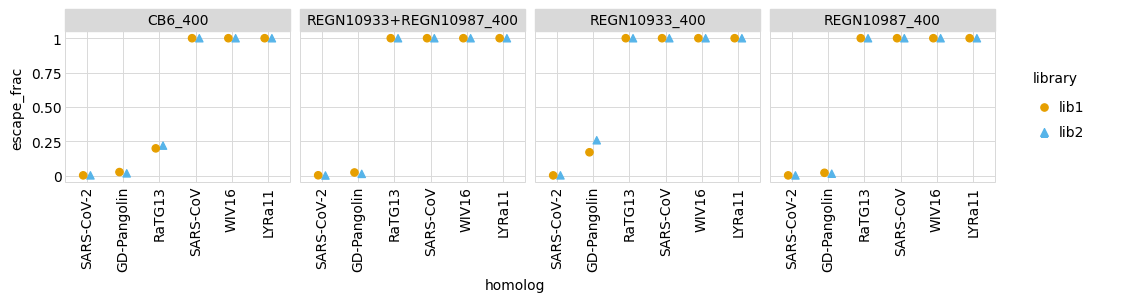 CB6_400
REGN10933+REGN10987_400
REGN10933_400
REGN10987_400
escape_frac
1
0.75
0.50
0.25
0
SARS-CoV-2
GD-Pangolin
RaTG13
SARS-CoV
WIV16
LYRa11
SARS-CoV-2
GD-Pangolin
RaTG13
SARS-CoV
WIV16
LYRa11
SARS-CoV-2
GD-Pangolin
RaTG13
SARS-CoV
WIV16
LYRa11
SARS-CoV-2
GD-Pangolin
RaTG13
SARS-CoV
WIV16
LYRa11
homolog
library
lib1
lib2